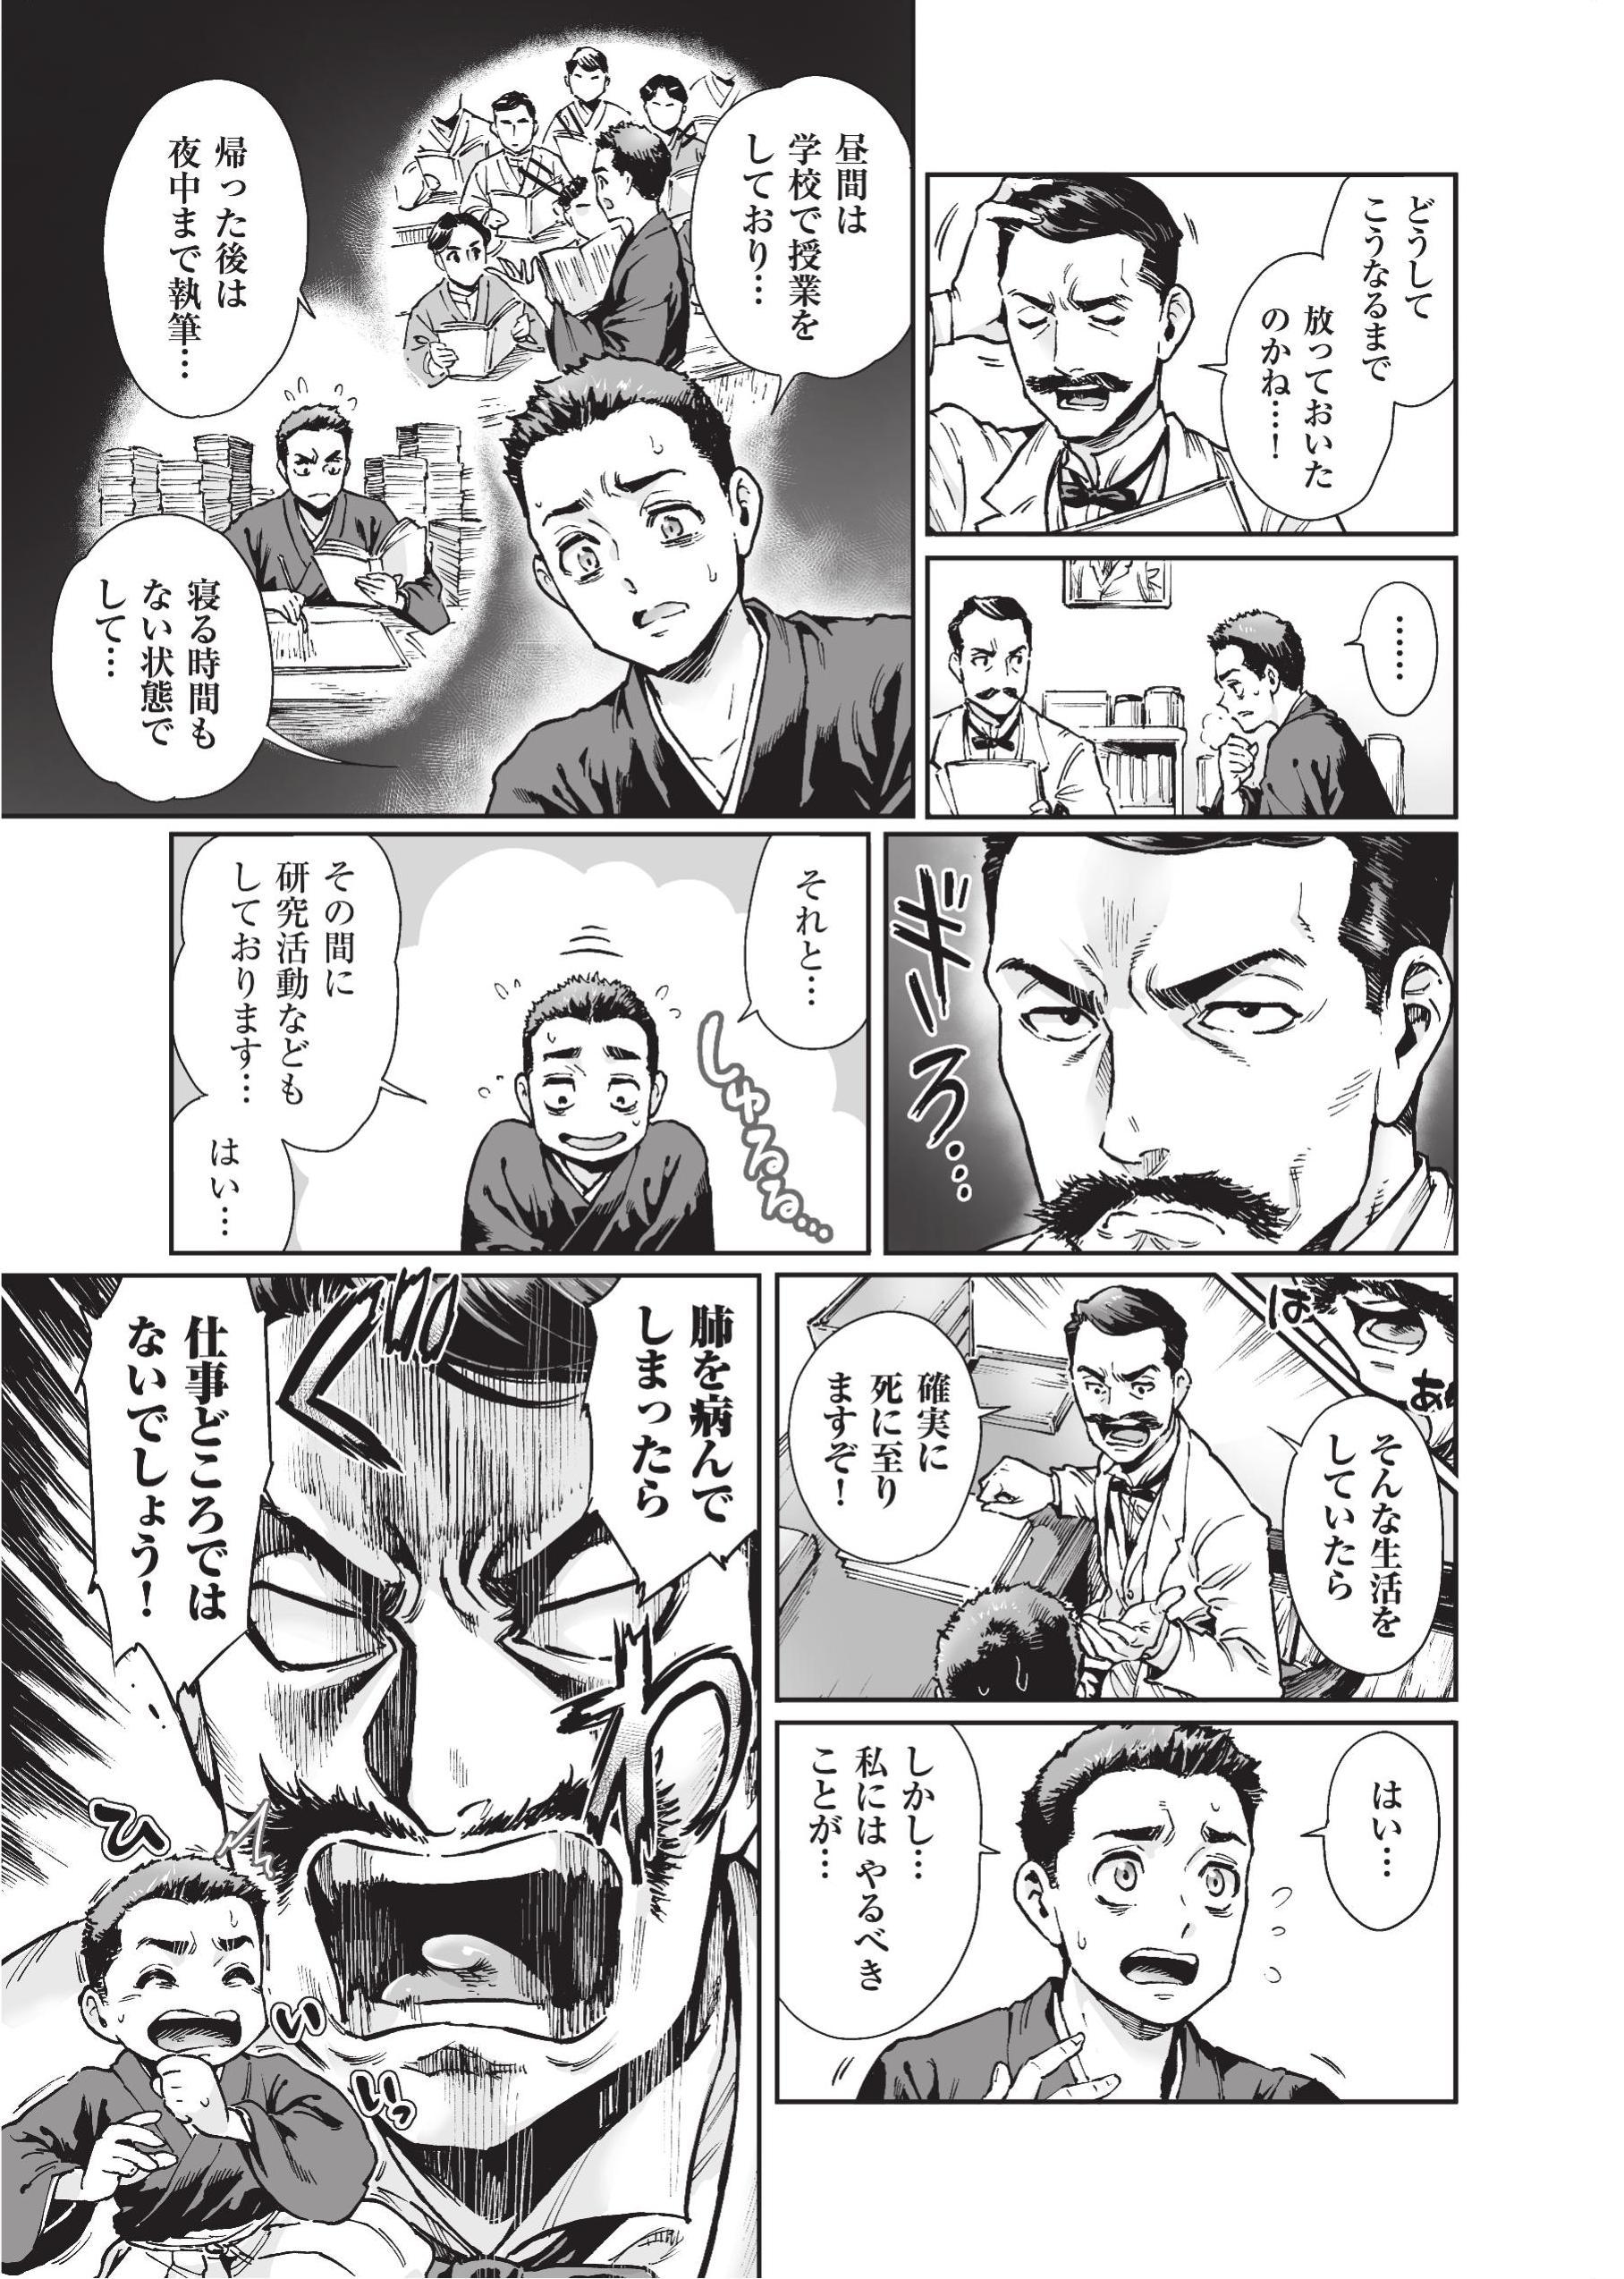 どうして
こうなるまで
放っておいた
のかね…！
……
昼間は
学校で授業を
しており…
帰った後は
夜中まで執筆…
寝る時間も
ない状態で
して…
ギ
ろ…
それと…
しゅるるる…
その間に
研究活動なども
しております…
はい…
はぁ
そんな生活を
していたら
確実に
死に至り
ますぞ！
はい…
しかし…
私には やるべき
ことが…
肺を病んで
しまったら
仕事どころでは
ないでしょう！
くわ
ひいいっ